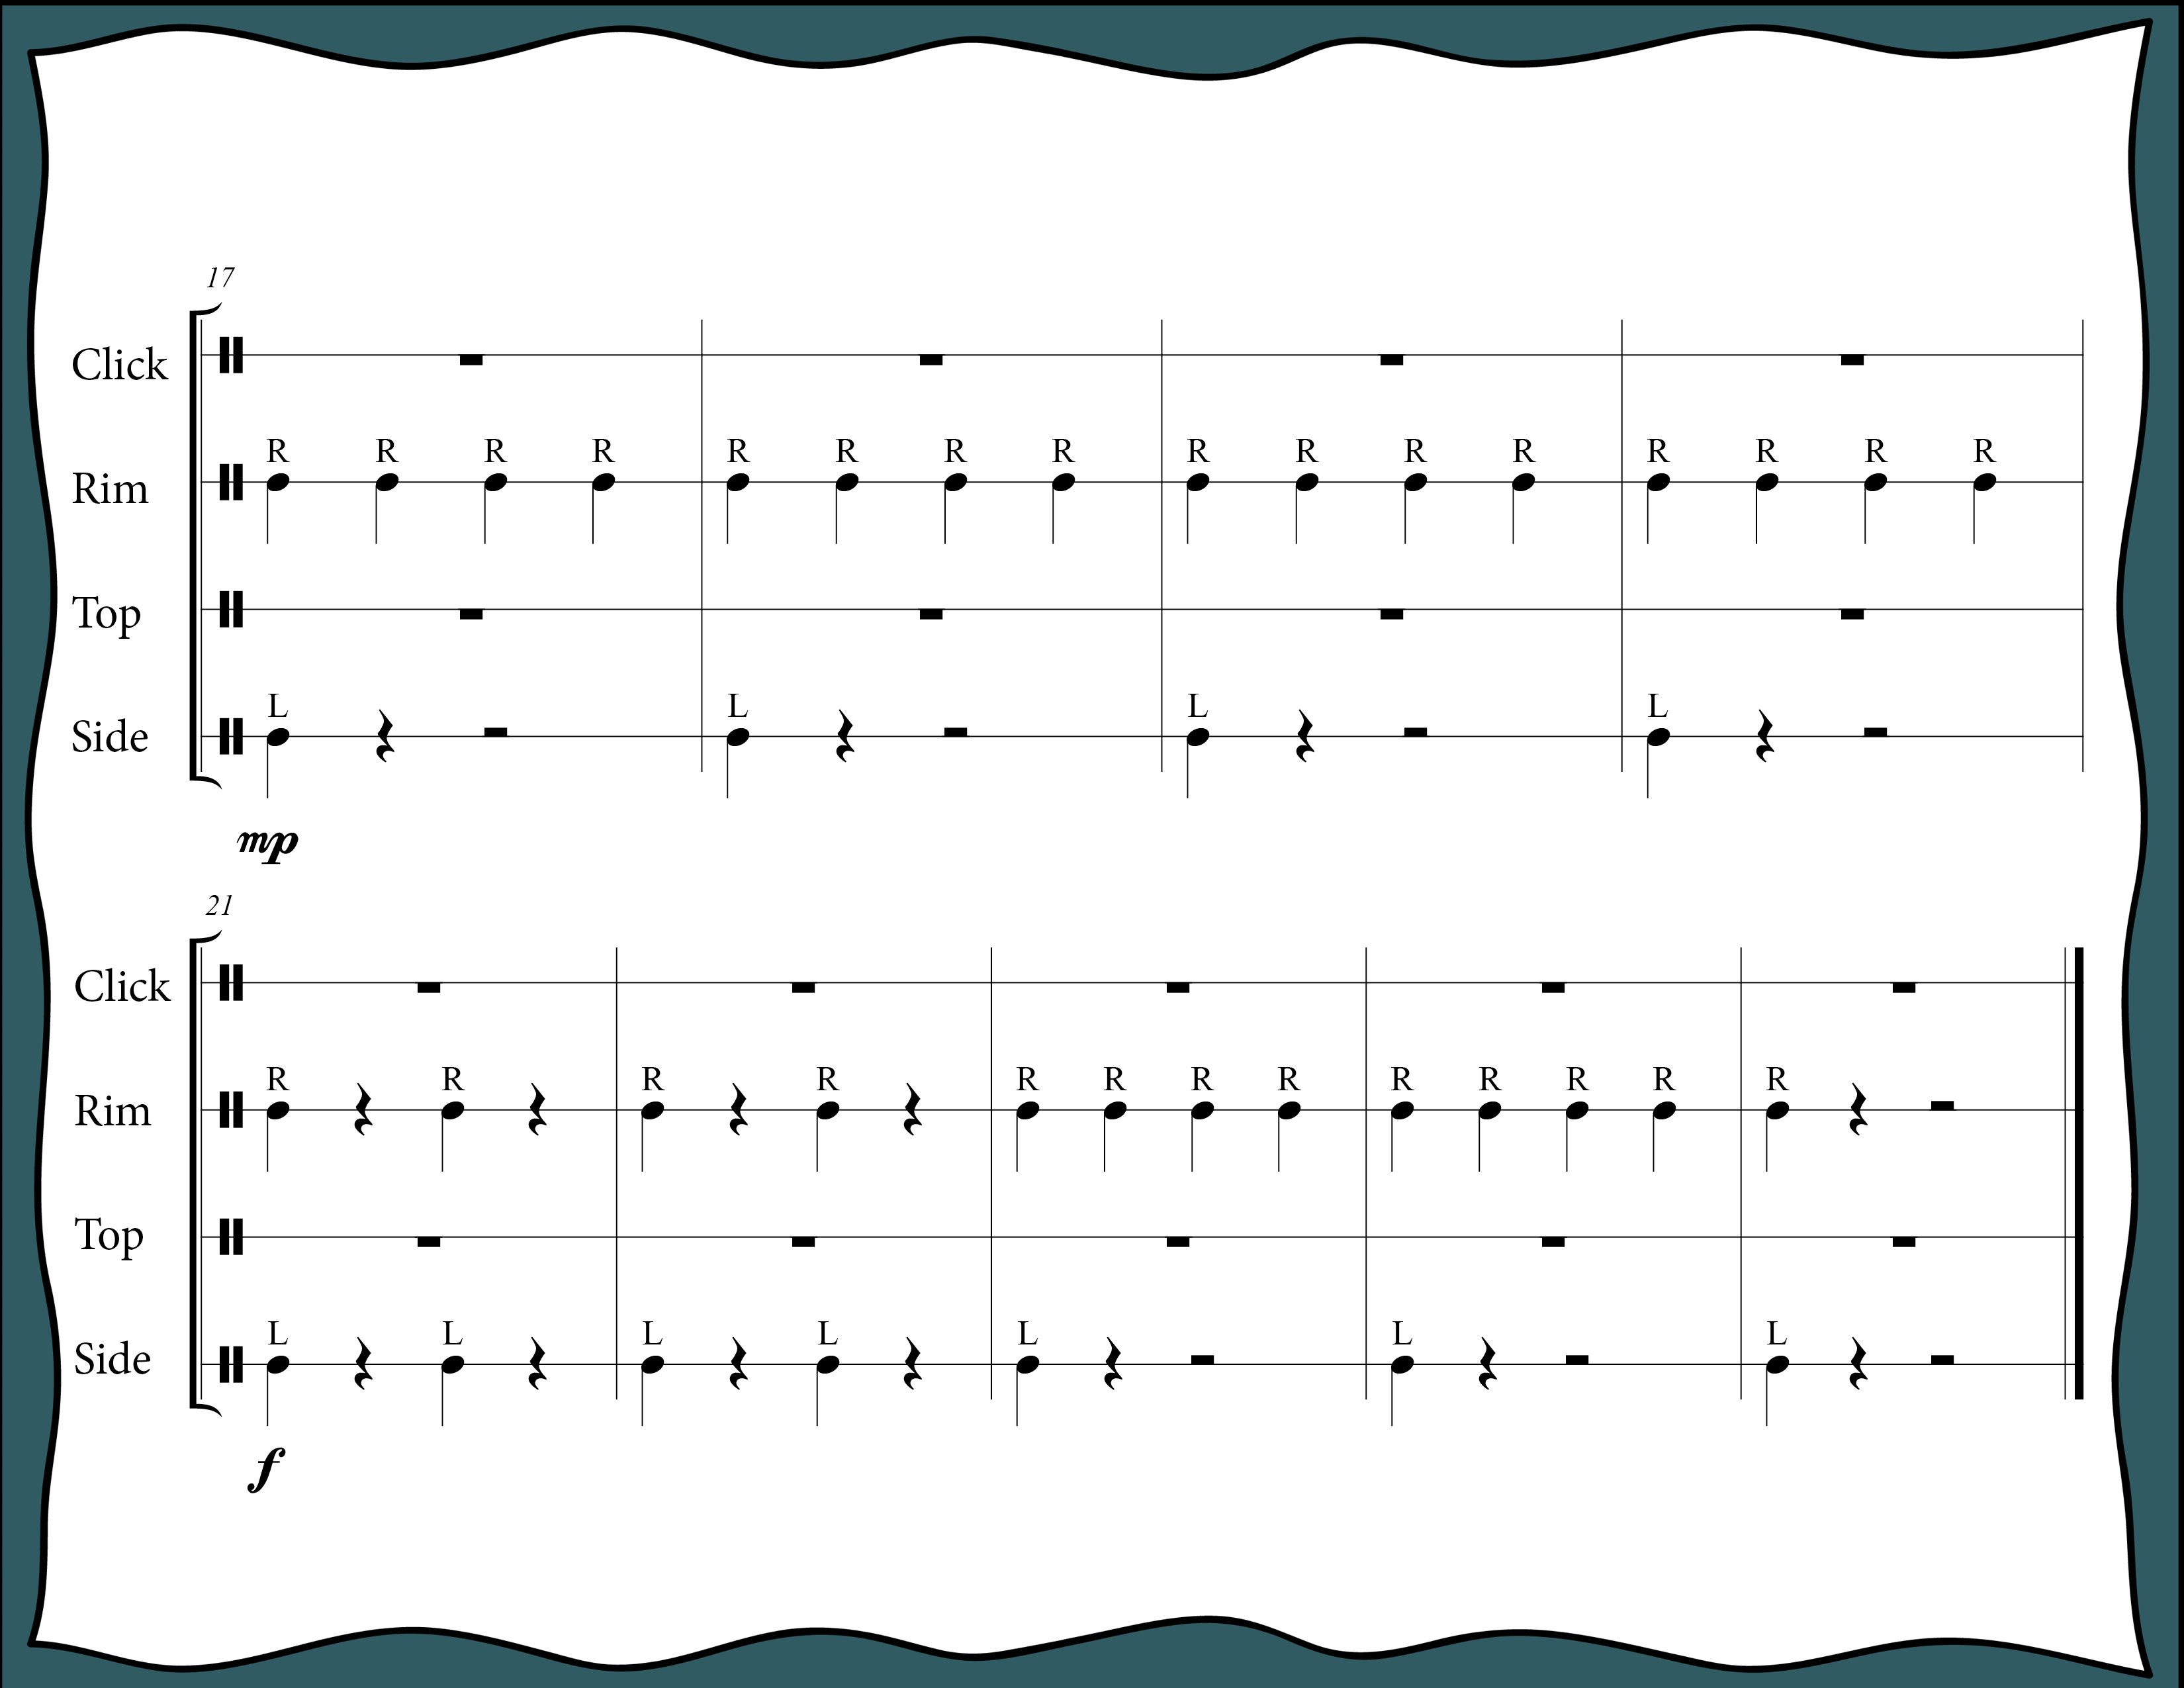 17
Click
R R R R R R R R R R R R R R R R
Rim
Top
L L L L
Side
mp
21
Click
R R R R R R R R R R R R R
Rim
Top
L L L L L L L
Side
f